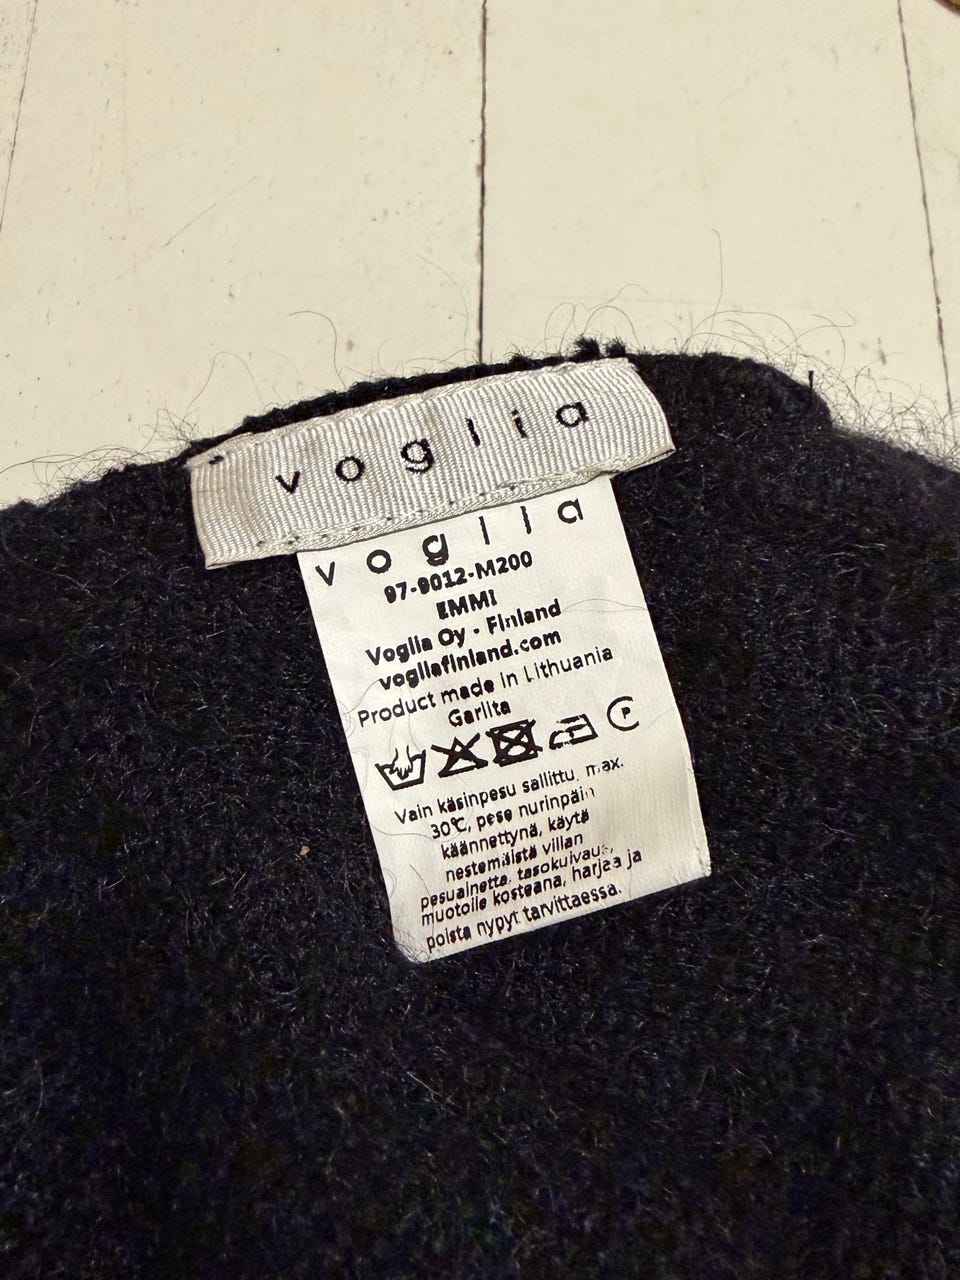 voglia
voglia
97-9012-M200
EMMI
Voglia Oy - Finland
vogliafinland.com
Product made in Lithuania
Garlita
P
Vain käsinpesu sallittu, max.
30°C, pese nurinpäin
käännettynä, käytä
nestemäistä villan
pesuainetta, tasokuivaus,
muotoile kosteana, harjaa ja
poista nypyt tarvittaessa.